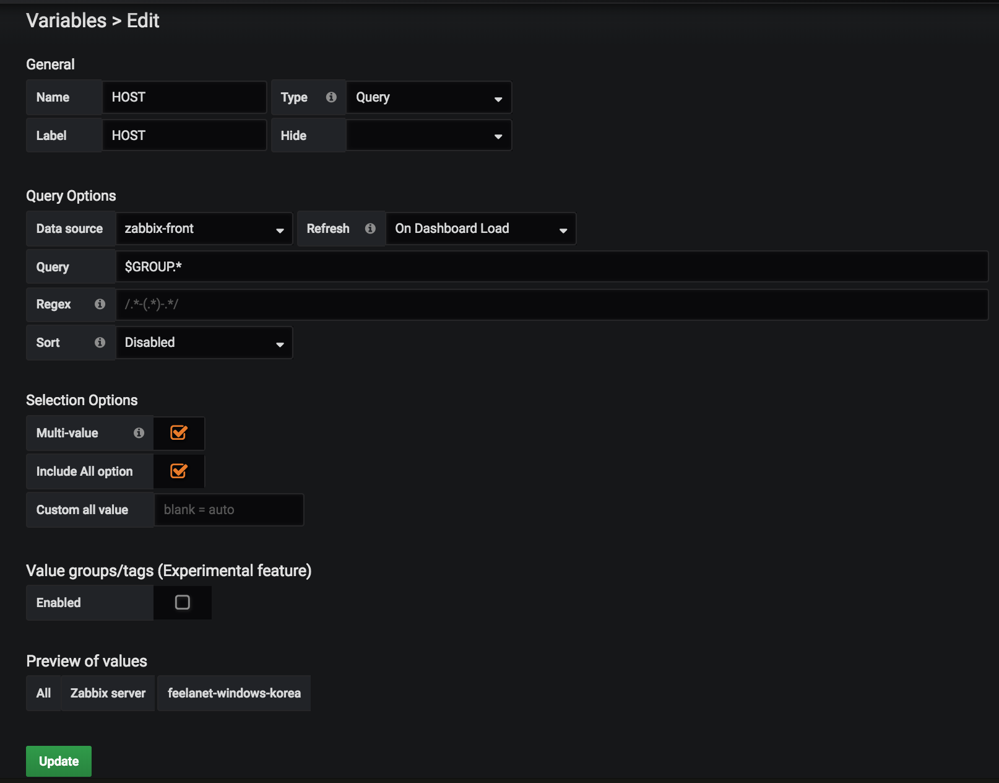 Variables > Edit
General
Name HOST Type Query
Label HOST Hide
Query Options
Data source zabbix-front Refresh On Dashboard Load
Query $GROUP.*
Regex /.*-(.*)-.*/
Sort Disabled
Selection Options
Multi-value
Include All option
Custom all value blank = auto
Value groups/tags (Experimental feature)
Enabled
Preview of values
All Zabbix server feelanet-windows-korea
Update